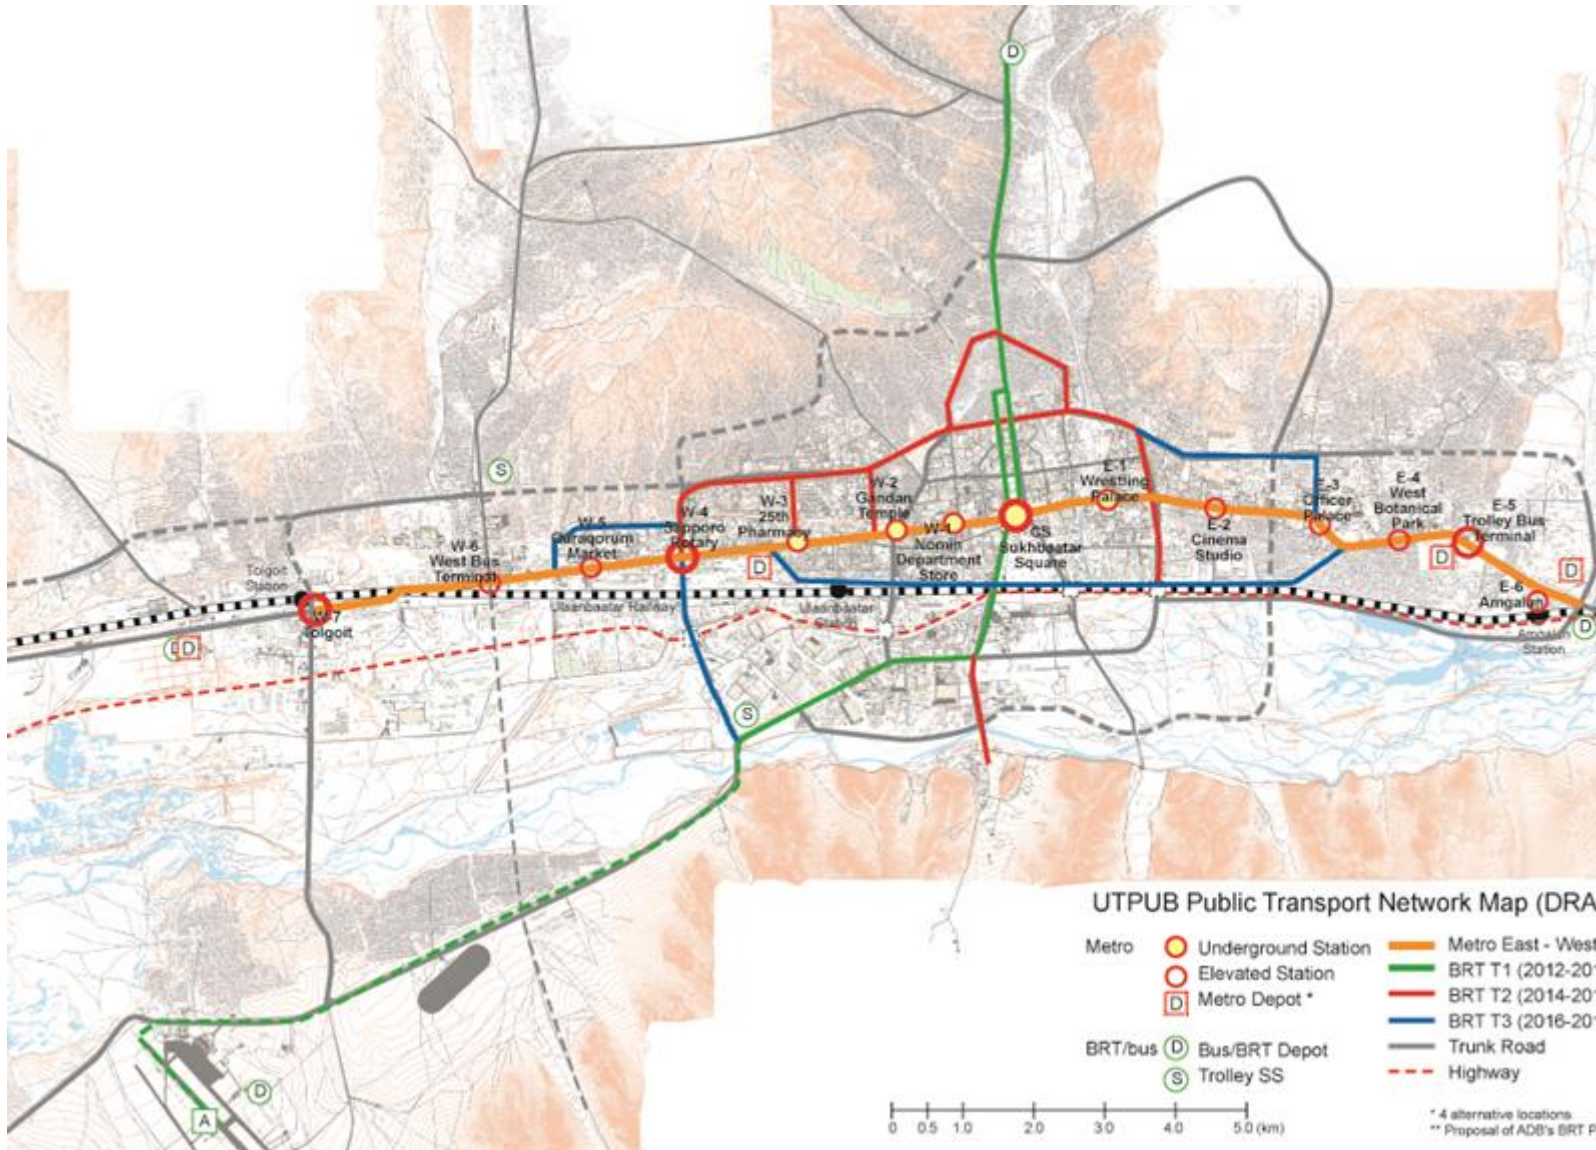 D
S
Tolgoit
Station
W-7
Tolgoit
D
W-6
West Bus
Terminal
W-5
Market
Ulaanbaatar Railway
W-4
Sapporo
Rotary
W-3
25th
Pharmacy
D
W-2
Gandan
Temple
Ulaanbaatar
Station
W-1
Nomin
Department
Store
CS
Sukhbaatar
Square
E-1
Wrestling
Palace
E-2
Cinema
Studio
E-3
Officer
Palace
E-4
West
Botanical
Park
E-5
Trolley Bus
Terminal
D
D
E-6
Amgalan
Amgalan
Station
D
S
D
A
UTPUB Public Transport Network Map (DRA
Metro
Underground Station
Elevated Station
D Metro Depot *
BRT/bus
D Bus/BRT Depot
S Trolley SS
Metro East - West
BRT T1 (2012-201
BRT T2 (2014-201
BRT T3 (2016-201
Trunk Road
Highway
0 0.5 1.0 2.0 3.0 4.0 5.0 (km)
* 4 alternative locations
** Proposal of ADB's BRT P